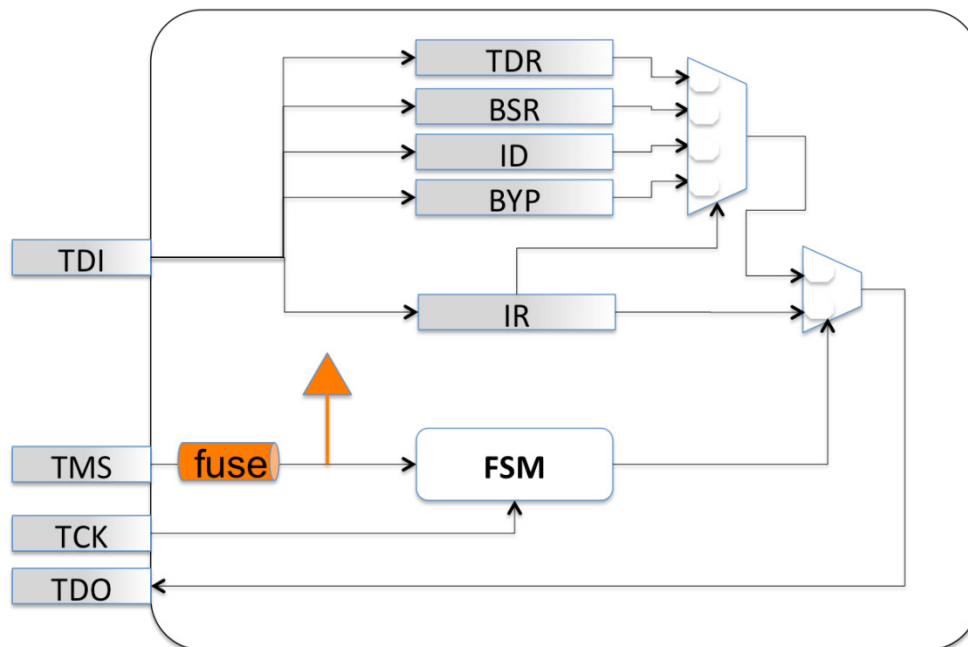 TDR
BSR
ID
BYP
TDI
IR
TMS
fuse
FSM
TCK
TDO